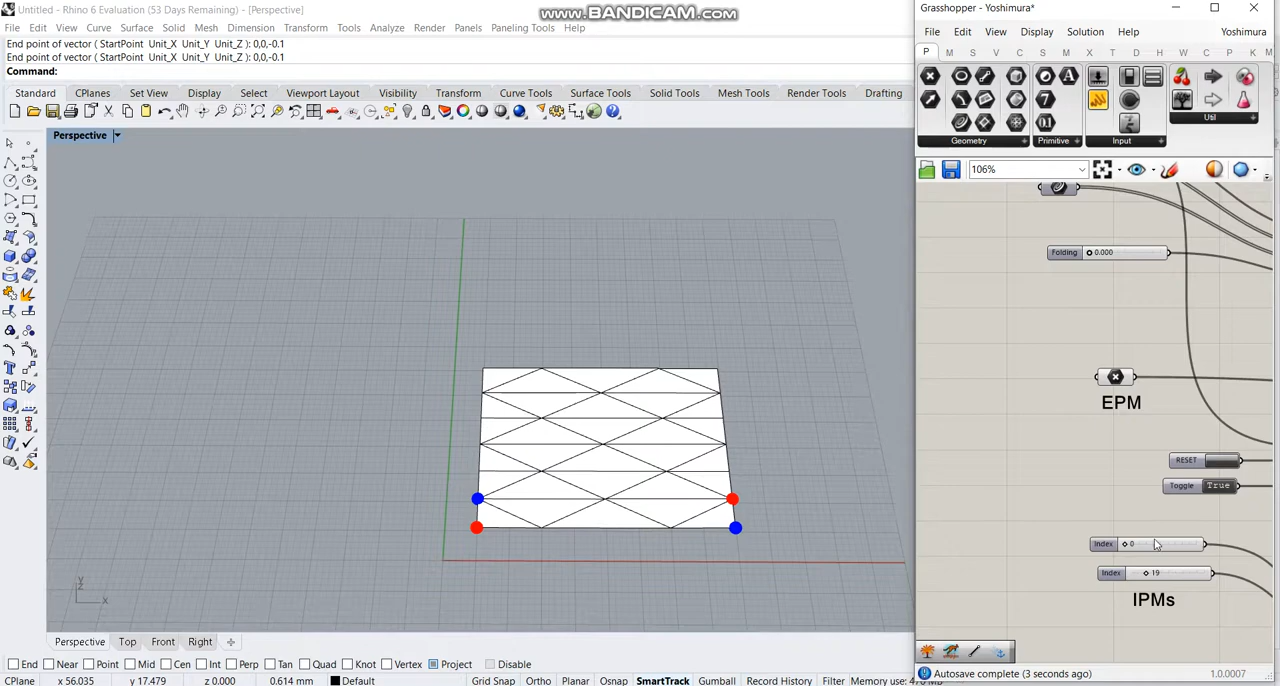 Untitled - Rhino 6 Evaluation (53 Days Remaining) - [Perspective]
www.BANDICAM.com
File Edit View Curve Surface Solid Mesh Dimension Transform Tools Analyze Render Panels Paneling Tools Help
End point of vector ( StartPoint Unit_X Unit_Y Unit_Z ): 0,0,-0.1
End point of vector ( StartPoint Unit_X Unit_Y Unit_Z ): 0,0,-0.1
Command:
Standard CPlanes Set View Display Select Viewport Layout Visibility Transform Curve Tools Surface Tools Solid Tools Mesh Tools Render Tools Drafting
Perspective
y
x
Perspective Top Front Right
End Near Point Mid Cen Int Perp Tan Quad Knot Vertex Project Disable
CPlane x 56.035 y 17.479 z 0.00 0.614 mm Default Grid Snap Ortho Planar Osnap SmartTrack Gumball Record History Filter Memory use:
Grasshopper - Yoshimura*
File Edit View Display Solution Help Yoshimura
P M S V C I S M X T D H W C R P K M
Geometry Primitive Input Util
106%
Folding 0.000
EPM
RESET
Toggle True
Index 0
Index 19
IPMs
Autosave complete (3 seconds ago) 1.0.0007